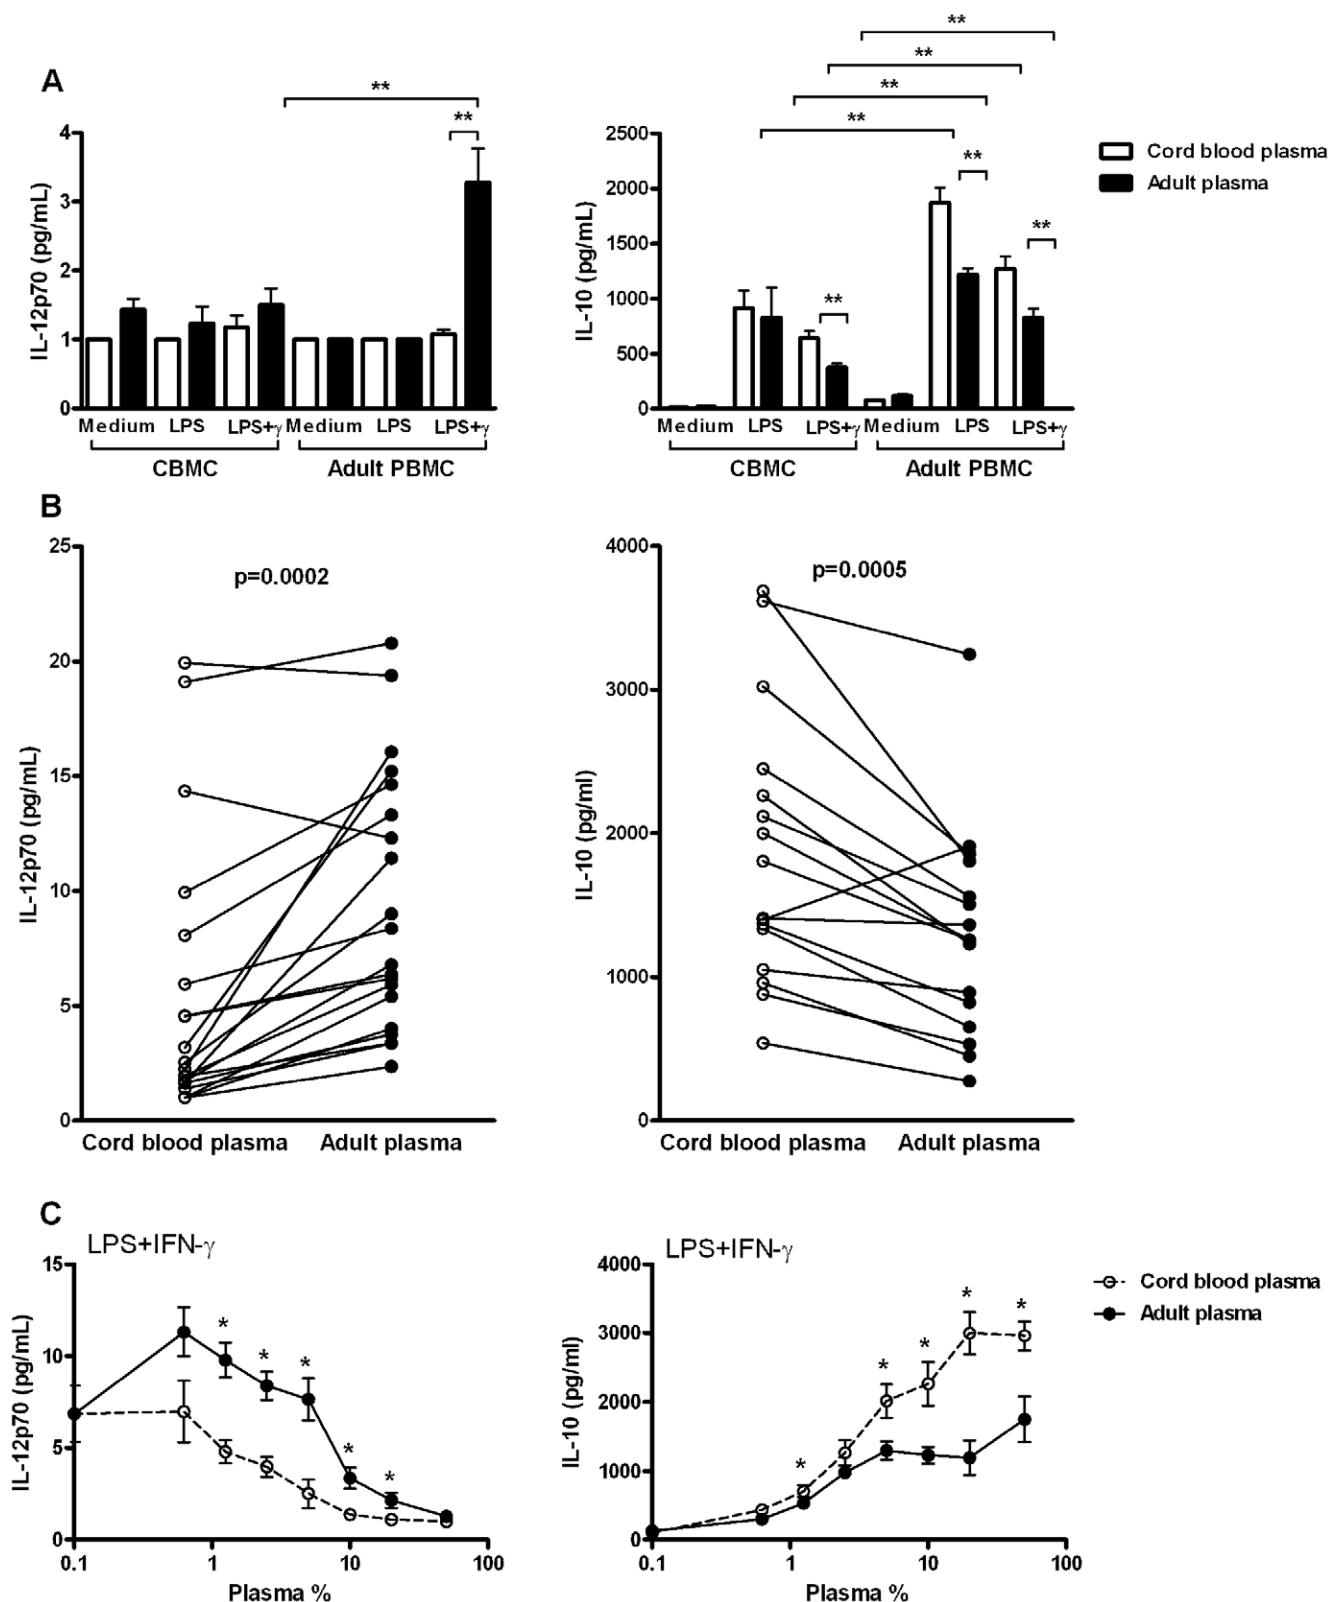 A
**
**
4
3
2
1
0
IL-12p70 (pg/mL)
Medium LPS LPS+γ Medium LPS LPS+γ
CBMC Adult PBMC
**
**
**
**
**
**
**
2500
2000
1500
1000
500
0
IL-10 (pg/mL)
Medium LPS LPS+γ Medium LPS LPS+γ
CBMC Adult PBMC
Cord blood plasma
Adult plasma
B
25
20
15
10
5
0
IL-12p70 (pg/mL)
p=0.0002
Cord blood plasma Adult plasma
4000
3000
2000
1000
0
IL-10 (pg/ml)
p=0.0005
Cord blood plasma Adult plasma
C
LPS+IFN-γ
15
10
5
0
IL-12p70 (pg/mL)
* * * * *
0.1 1 10 100
Plasma %
LPS+IFN-γ
4000
3000
2000
1000
0
IL-10 (pg/ml)
* * * * *
0.1 1 10 100
Plasma %
Cord blood plasma
Adult plasma